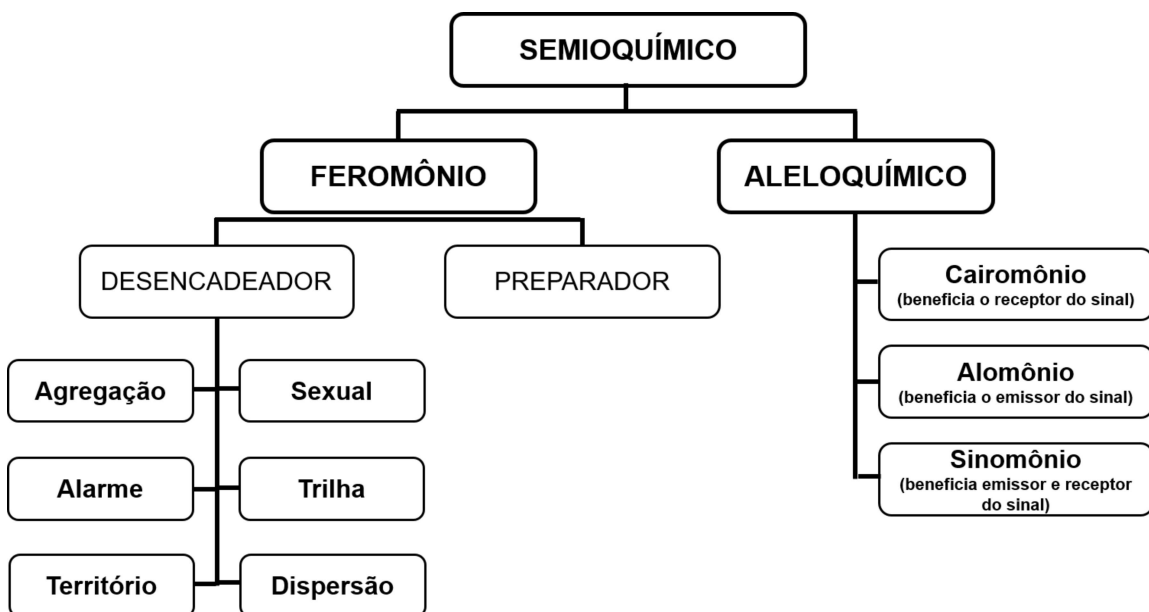 SEMIOQUÍMICO
FEROMÔNIO
ALELOQUÍMICO
DESENCADEADOR
PREPARADOR
Cairomônio
(beneficia o receptor do sinal)
Agregação
Sexual
Alomônio
(beneficia o emissor do sinal)
Alarme
Trilha
Sinomônio
(beneficia emissor e receptor
do sinal)
Território
Dispersão